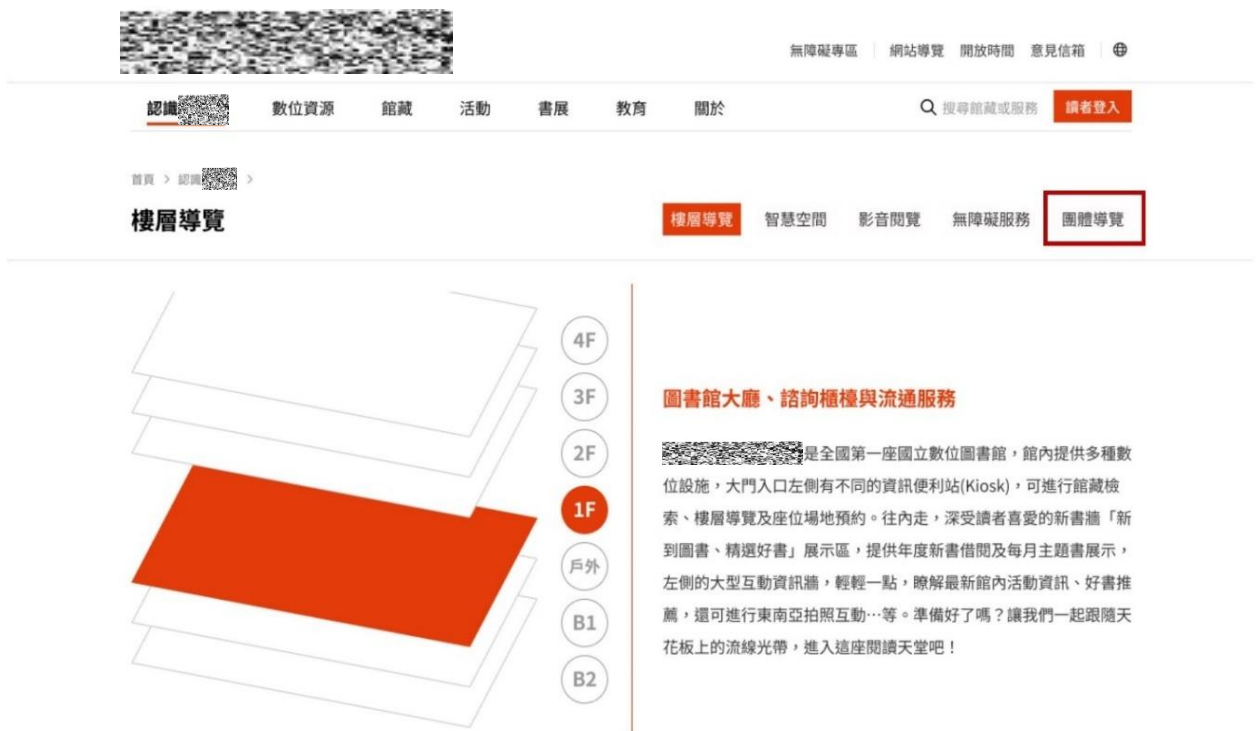 無障礙專區 網站導覽 開放時間 意見信箱
認識 數位資源 館藏 活動 書展 教育 關於 搜尋館藏或服務 讀者登入
首頁 > 認識 >
樓層導覽 樓層導覽 智慧空間 影音閱覽 無障礙服務 團體導覽
4F
3F
2F
1F
戶外
B1
B2
圖書館大廳、諮詢櫃檯與流通服務
是全國第一座國立數位圖書館,館內提供多種數
位設施,大門入口左側有不同的資訊便利站(Kiosk),可進行館藏檢
索、樓層導覽及座位場地預約。往內走,深受讀者喜愛的新書牆「新
到圖書、精選好書」展示區,提供年度新書借閱及每月主題書展示,
左側的大型互動資訊牆,輕輕一點,瞭解最新館內活動資訊、好書推
薦,還可進行東南亞拍照互動…等。準備好了嗎?讓我們一起跟隨天
花板上的流線光帶,進入這座閱讀天堂吧!